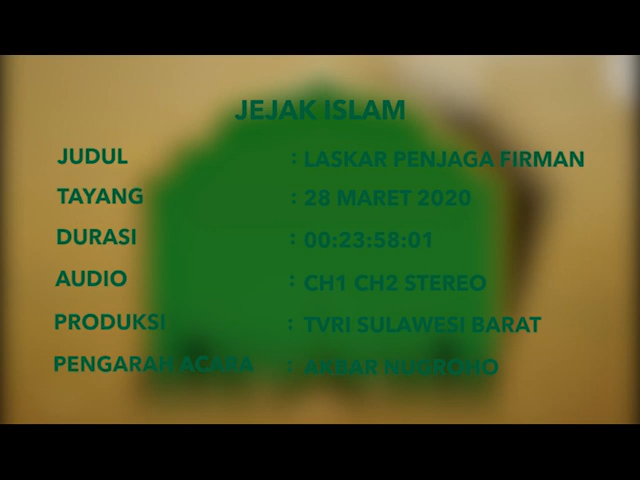 JEJAK ISLAM
JUDUL : LASKAR PENJAGA FIRMAN
TAYANG : 28 MARET 2020
DURASI : 00:23:58:01
AUDIO : CH1 CH2 STEREO
PRODUKSI : TVRI SULAWESI BARAT
PENGARAH ACARA : AKBAR NUGROHO